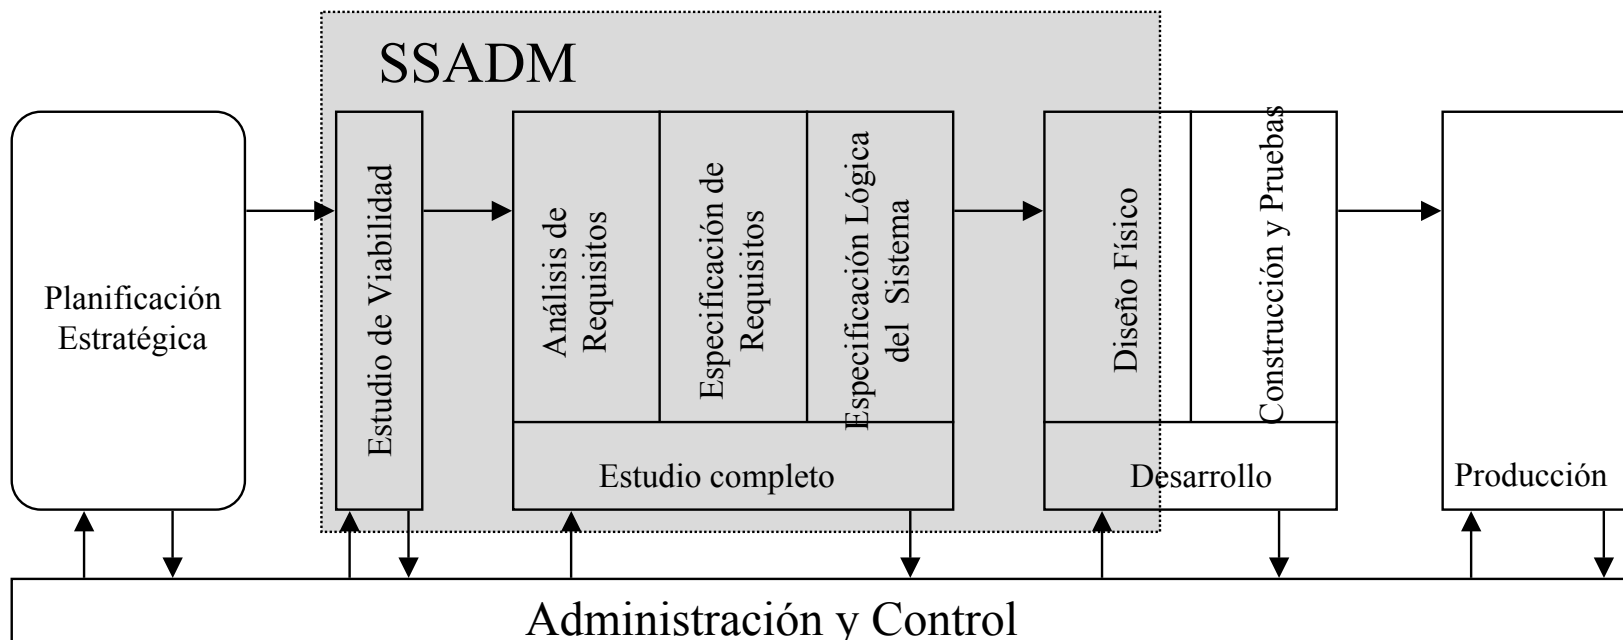 SSADM
Planificación
Estratégica
Estudio de Viabilidad
Análisis de
Requisitos
Especificación de
Requisitos
Especificación Lógica
del Sistema
Estudio completo
Diseño Físico
Construcción y Pruebas
Desarrollo
Producción
Administración y Control